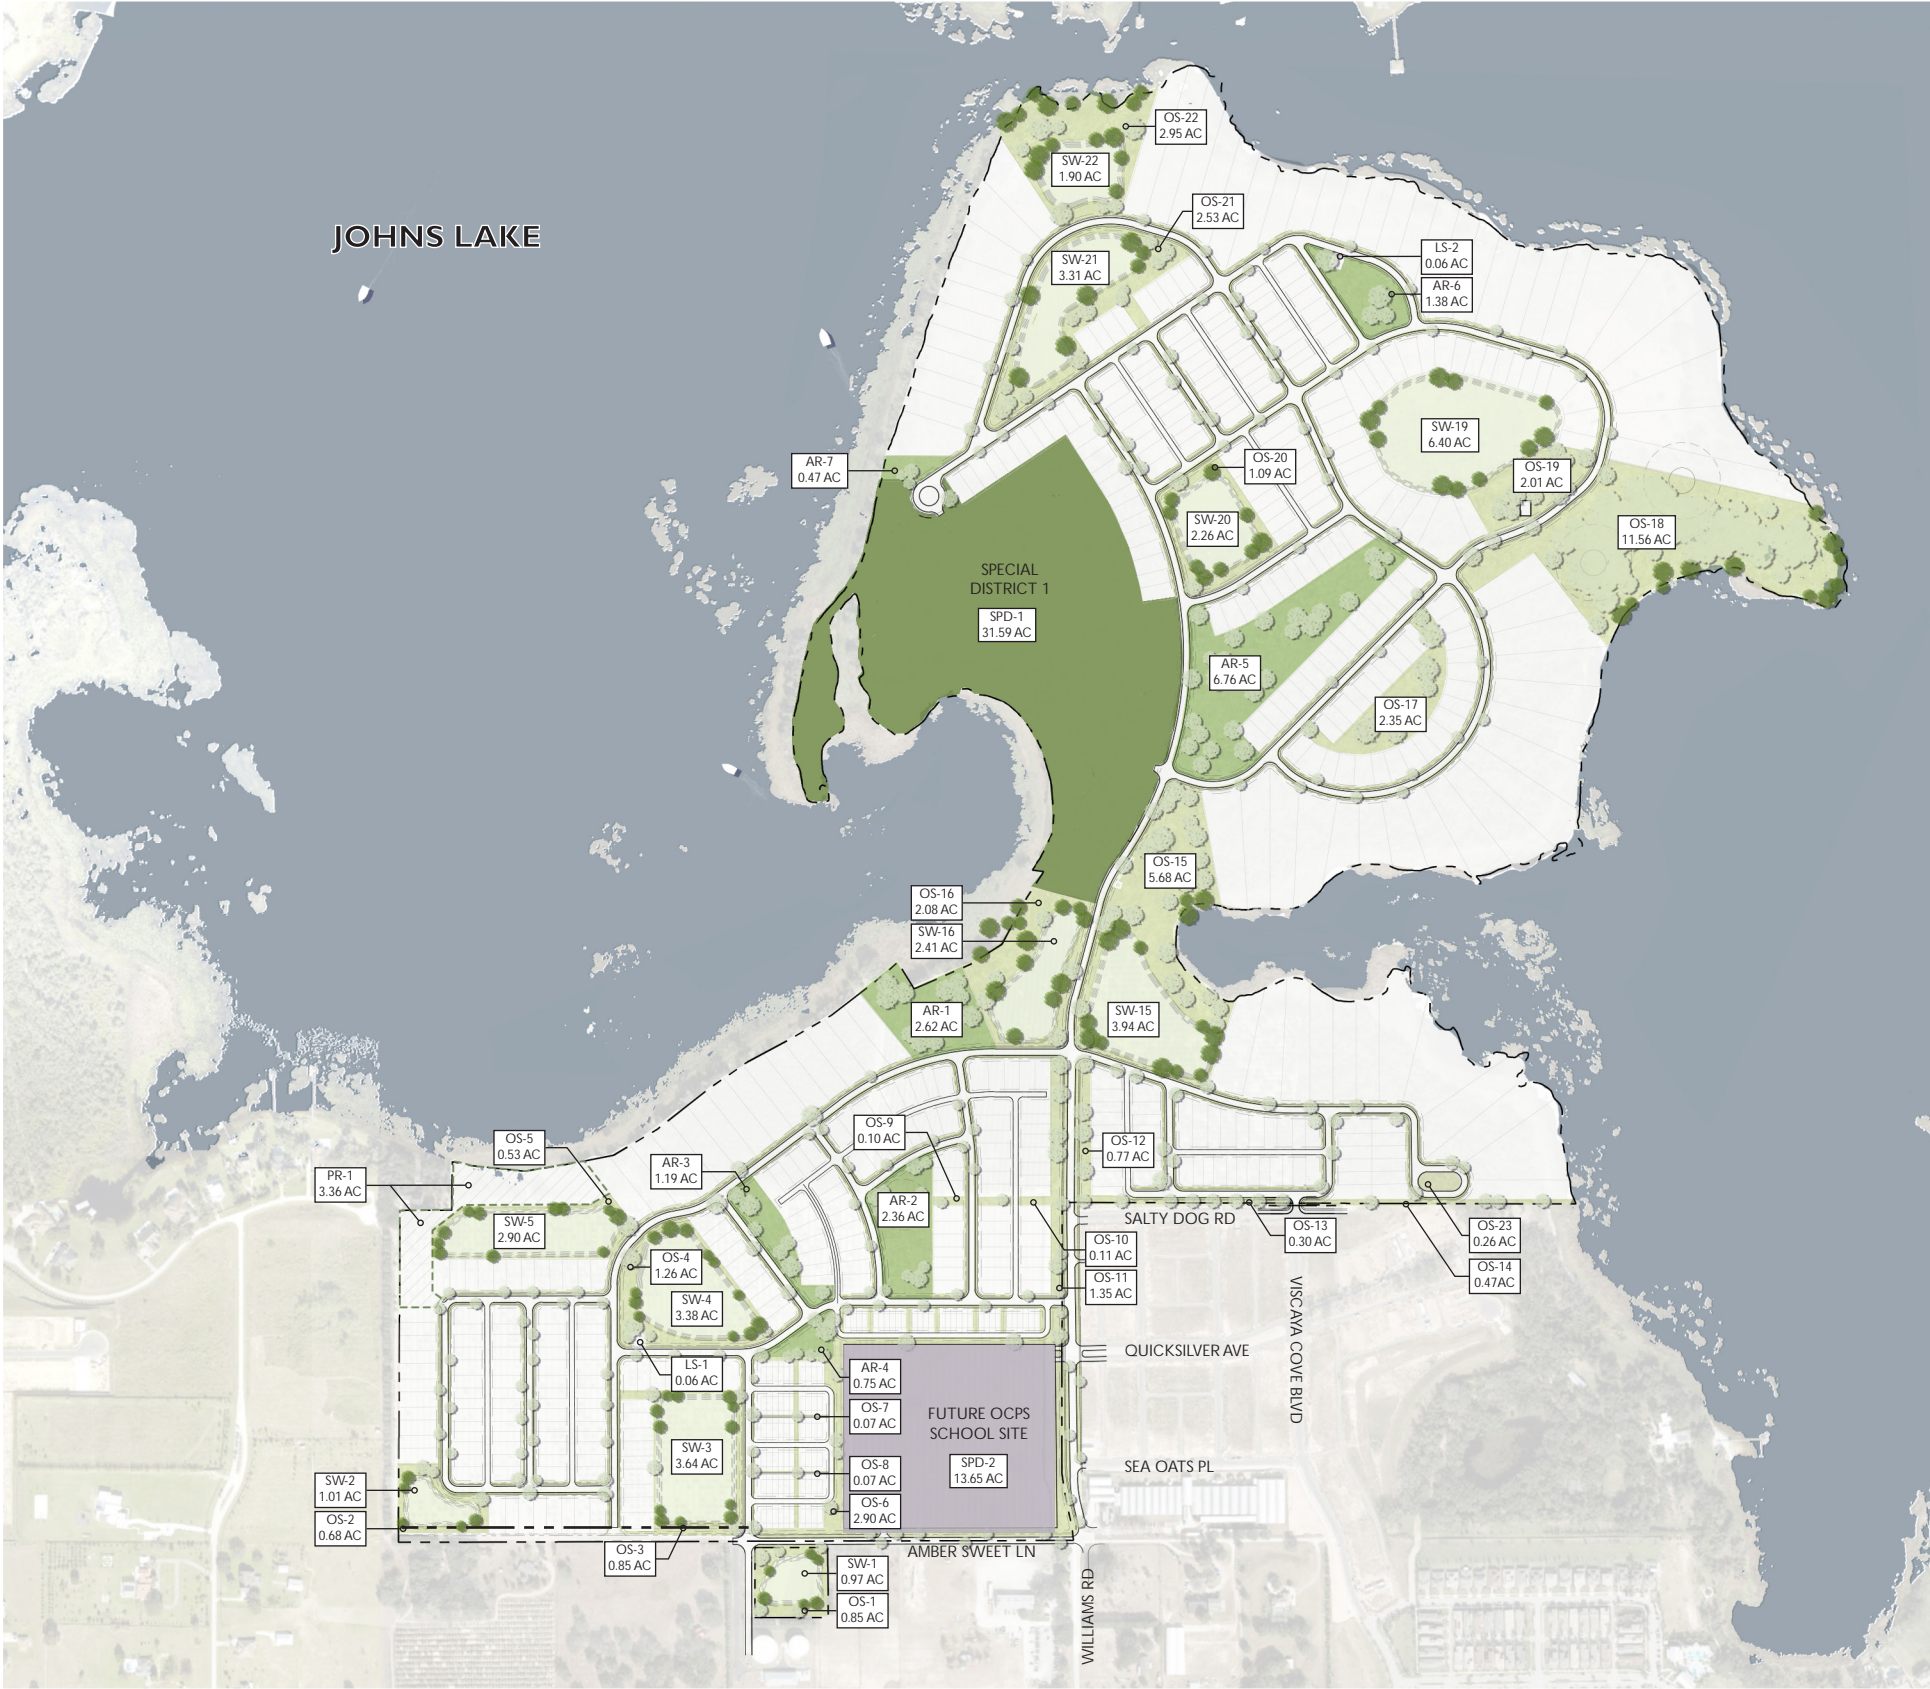 OS-22
2.95 AC
SW-22
1.90 AC
OS-21
2.53 AC
JOHNS LAKE
SW-21
3.31 AC
LS-2
0.06 AC
AR-6
1.38 AC
SW-19
6.40 AC
AR-7
0.47 AC
OS-20
1.09 AC
OS-19
2.01 AC
SW-20
2.26 AC
OS-18
11.56 AC
SPECIAL
DISTRICT 1
SPD-1
31.59 AC
AR-5
6.76 AC
OS-17
2.35 AC
OS-15
5.68 AC
OS-16
2.08 AC
SW-16
2.41 AC
AR-1
2.62 AC
SW-15
3.94 AC
OS-9
0.10 AC
OS-5
0.53 AC
OS-12
0.77 AC
AR-3
1.19 AC
PR-1
3.36 AC
AR-2
2.36 AC
SW-5
2.90 AC
SALTY DOG RD
OS-13
0.30 AC
OS-23
0.26 AC
OS-10
0.11 AC
OS-4
1.26 AC
OS-14
0.47AC
OS-11
1.35 AC
SW-4
3.38 AC
VISCAYA COVE BLVD
QUICKSILVER AVE
LS-1
0.06 AC
AR-4
0.75 AC
OS-7
0.07 AC
FUTURE OCPS
SCHOOL SITE
SW-3
3.64 AC
SEA OATS PL
OS-8
0.07 AC
SPD-2
13.65 AC
SW-2
1.01 AC
OS-6
2.90 AC
OS-2
0.68 AC
AMBER SWEET LN
OS-3
0.85 AC
SW-1
0.97 AC
OS-1
0.85 AC
WILLIAMS RD